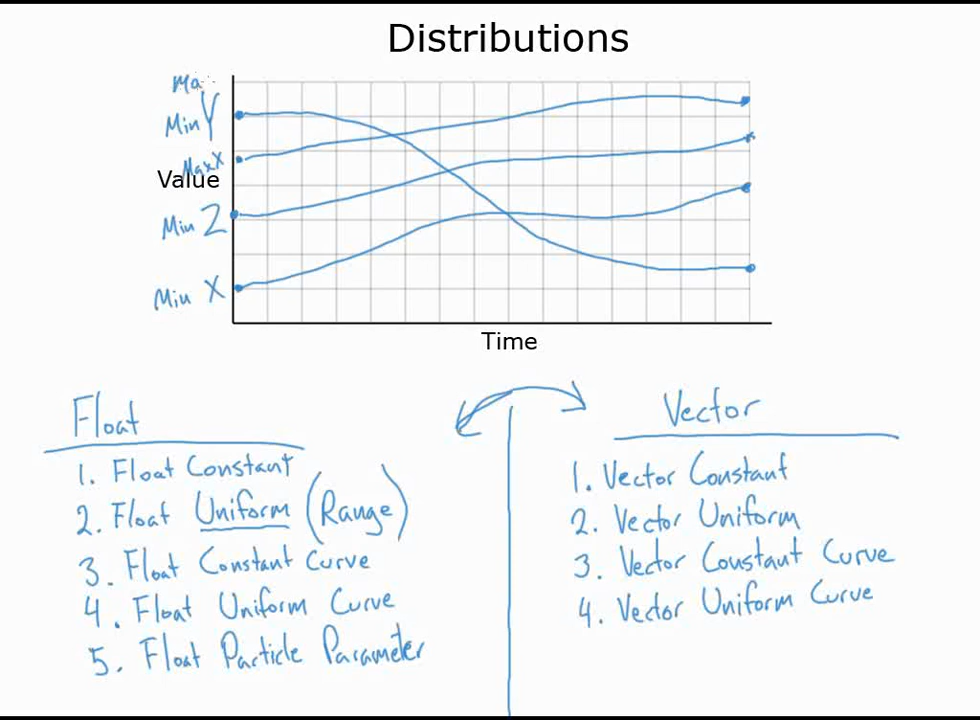 Distributions
Ma
Min Y
Max X
Value
Min Z
Min X
Time
Float
1. Float Constant
2. Float Uniform (Range)
3. Float Constant Curve
4. Float Uniform Curve
5. Float Particle Parameter
Vector
1. Vector Constant
2. Vector Uniform
3. Vector Constant Curve
4. Vector Uniform Curve